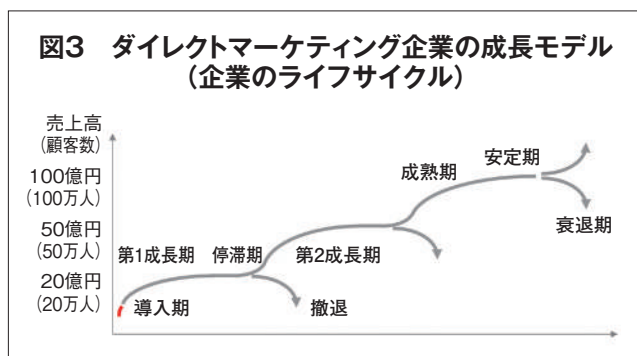 図3 ダイレクトマーケティング企業の成長モデル
(企業のライフサイクル)
売上高
(顧客数)
100億円
(100万人)
50億円
(50万人)
20億円
(20万人)
導入期
第1成長期
停滞期
撤退
第2成長期
成熟期
安定期
衰退期